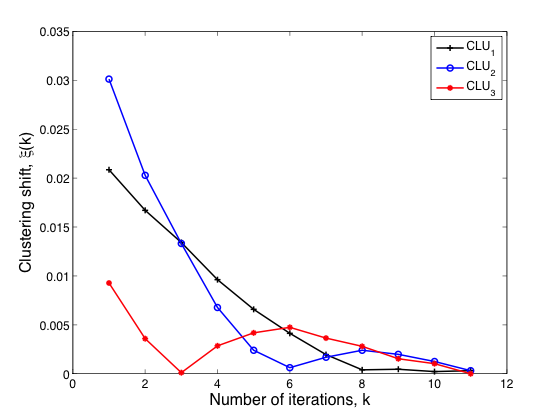 0.035
0.03
0.025
0.02
0.015
0.01
0.005
0
Clustering shift, ξ(k)
CLU1
CLU2
CLU3
0 2 4 6 8 10 12
Number of iterations, k